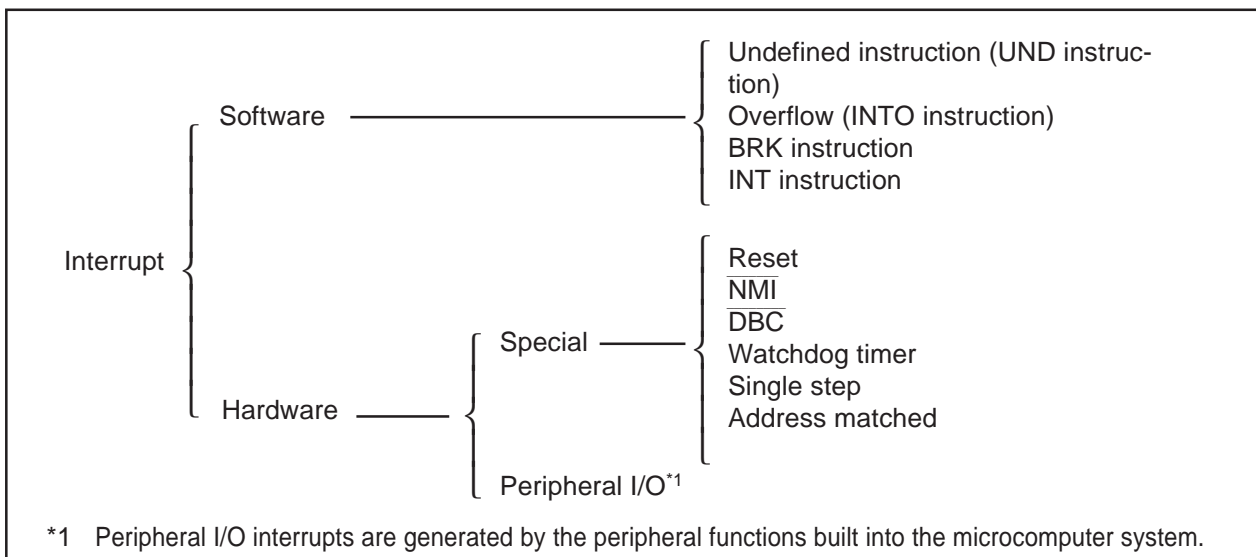 Undefined instruction (UND instruc-
tion)
Software
Overflow (INTO instruction)
BRK instruction
INT instruction
Interrupt
Reset
NMI
DBC
Special
Watchdog timer
Single step
Hardware
Address matched
Peripheral I/O*1
*1 Peripheral I/O interrupts are generated by the peripheral functions built into the microcomputer system.